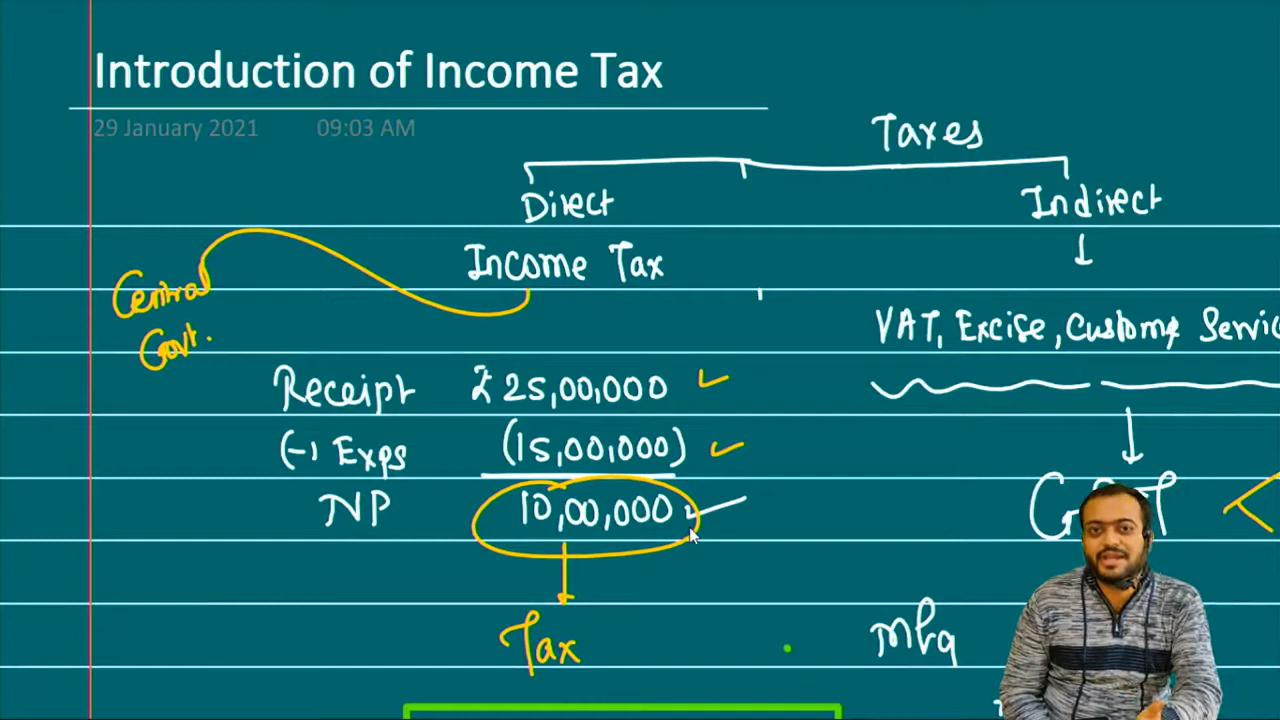 Introduction of Income Tax
29 January 2021 09:03 AM
Taxes
Direct Indirect
Income Tax
Central
Govt.
VAT, Excise, Customs Servic
Receipt ₹ 25,00,000
(-) Exps (15,00,000)
NP 10,00,000
GST
Tax
Mfg